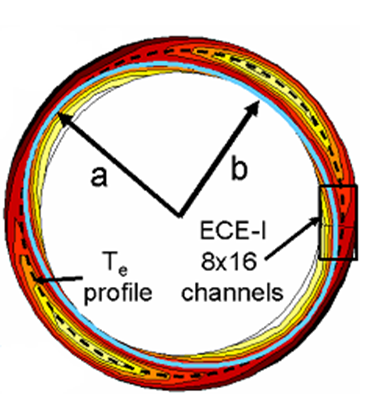 a
b
ECE-I
8x16
channels
Te
profile